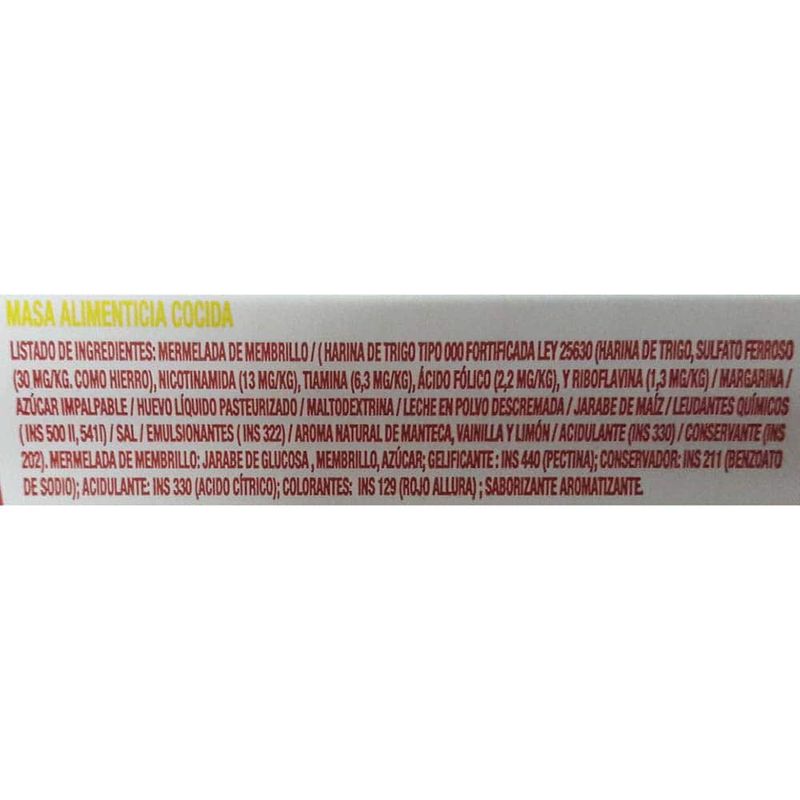 MASA ALIMENTICIA COCIDA
LISTADO DE INGREDIENTES: MERMELADA DE MEMBRILLO / ( HARINA DE TRIGO TIPO 000 FORTIFICADA LEY 25630 (HARINA DE TRIGO, SULFATO FERROSO
(30 MG/KG. COMO HIERRO), NICOTINAMIDA (13 MG/KG), TIAMINA (6,3 MG/KG), ÁCIDO FÓLICO (2,2 MG/KG), Y RIBOFLAVINA (1,3 MG/KG) / MARGARINA /
AZÚCAR IMPALPABLE / HUEVO LÍQUIDO PASTEURIZADO / MALTODEXTRINA / LECHE EN POLVO DESCREMADA / JARABE DE MAÍZ / LEUDANTES QUÍMICOS
( INS 500 II, 541I) / SAL / EMULSIONANTES ( INS 322) / AROMA NATURAL DE MANTECA, VAINILLA Y LIMÓN / ACIDULANTE (INS 330) / CONSERVANTE (INS
202). MERMELADA DE MEMBRILLO: JARABE DE GLUCOSA , MEMBRILLO, AZÚCAR; GELIFICANTE : INS 440 (PECTINA); CONSERVADOR: INS 211 (BENZOATO
DE SODIO); ACIDULANTE: INS 330 (ACIDO CÍTRICO); COLORANTES: INS 129 (ROJO ALLURA) ; SABORIZANTE AROMATIZANTE.